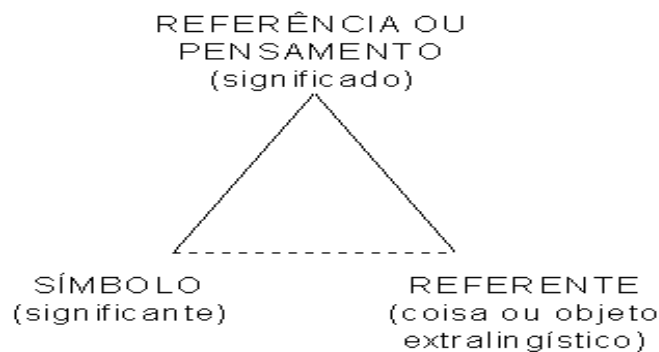 REFERÊNCIA OU
PENSAMENTO
(significado)
SÍMBOLO
(significante)
REFERENTE
(coisa ou objeto
extralingístico)